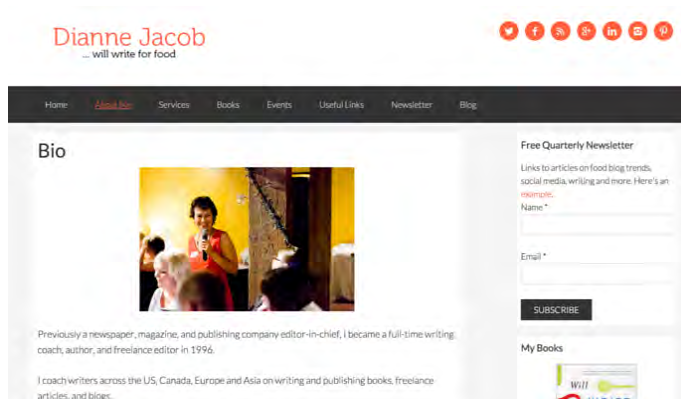 Dianne Jacob
... will write for food
Home About Me Services Books Events Useful Links Newsletter Blog
Bio
Previously a newspaper, magazine, and publishing company editor-in-chief, I became a full-time writing
coach, author, and freelance editor in 1996.
I coach writers across the US, Canada, Europe and Asia on writing and publishing books, freelance
articles, and blogs.
Free Quarterly Newsletter
Links to articles on food blog trends,
social media, writing and more. Here's an
example.
Name *
Email *
SUBSCRIBE
My Books
Will